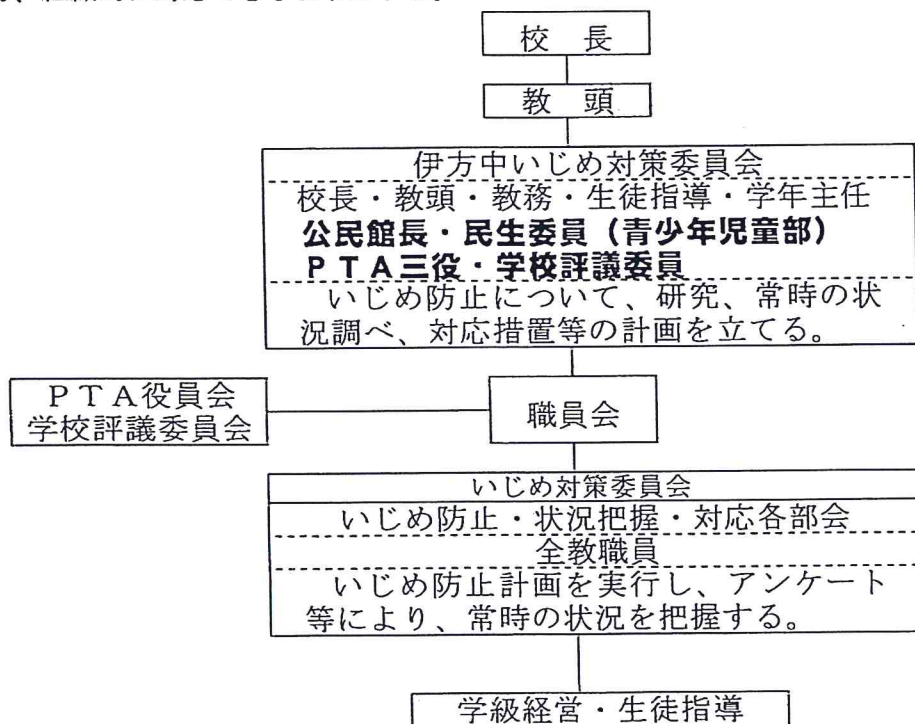 校　長
教　頭
伊方中いじめ対策委員会
校長・教頭・教務・生徒指導・学年主任
公民館長・民生委員（青少年児童部）
ＰＴＡ三役・学校評議委員
いじめ防止について、研究、常時の状
況調べ、対応措置等の計画を立てる。
ＰＴＡ役員会
学校評議委員会
職員会
いじめ対策委員会
いじめ防止・状況把握・対応各部会
全教職員
いじめ防止計画を実行し、アンケート
等により、常時の状況を把握する。
学級経営・生徒指導